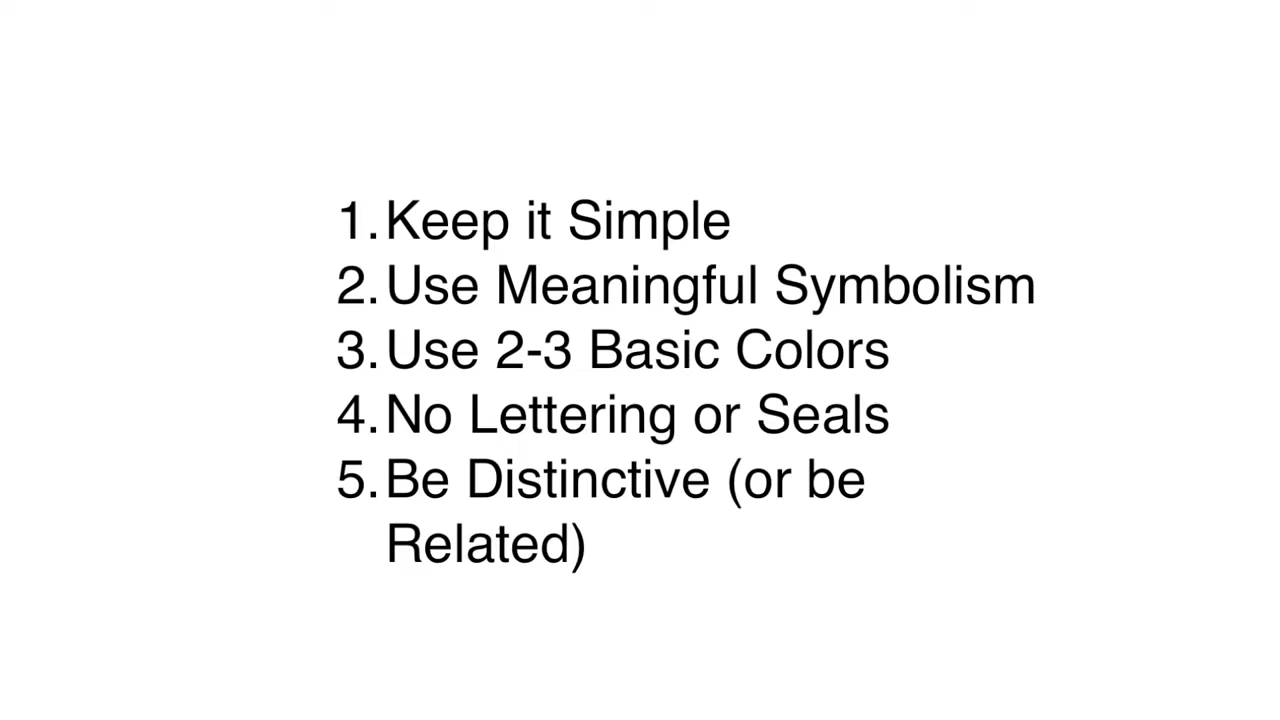 1. Keep it Simple
2. Use Meaningful Symbolism
3. Use 2-3 Basic Colors
4. No Lettering or Seals
5. Be Distinctive (or be
Related)